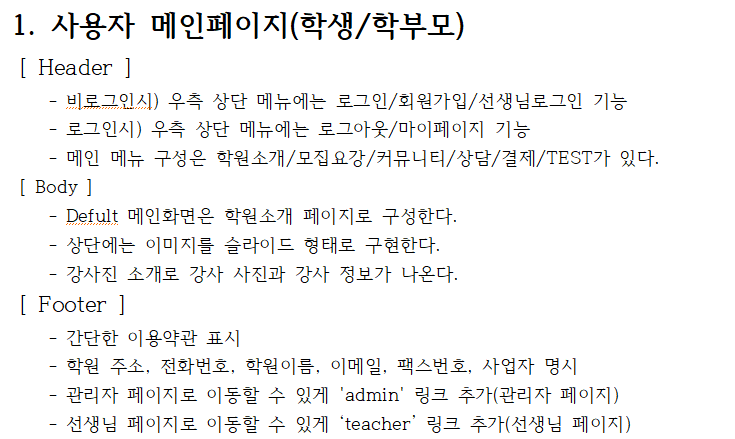 1. 사용자 메인페이지(학생/학부모)
[ Header ]
- 비로그인시) 우측 상단 메뉴에는 로그인/회원가입/선생님로그인 기능
- 로그인시) 우측 상단 메뉴에는 로그아웃/마이페이지 기능
- 메인 메뉴 구성은 학원소개/모집요강/커뮤니티/상담/결제/TEST가 있다.
[ Body ]
- Defult 메인화면은 학원소개 페이지로 구성한다.
- 상단에는 이미지를 슬라이드 형태로 구현한다.
- 강사진 소개로 강사 사진과 강사 정보가 나온다.
[ Footer ]
- 간단한 이용약관 표시
- 학원 주소, 전화번호, 학원이름, 이메일, 팩스번호, 사업자 명시
- 관리자 페이지로 이동할 수 있게 'admin' 링크 추가(관리자 페이지)
- 선생님 페이지로 이동할 수 있게 ‘teacher’ 링크 추가(선생님 페이지)